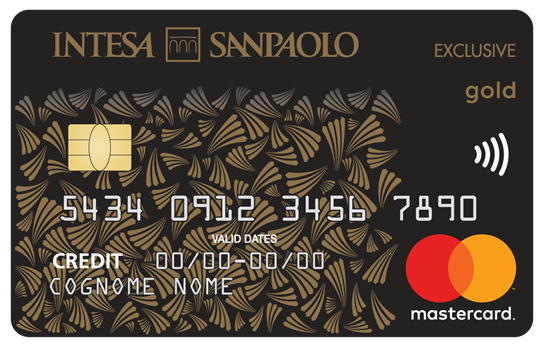 INTESA SANPAOLO
EXCLUSIVE
gold
5434 0912 3456 7890
VALID DATES
CREDIT 00/00-00/00
COGNOME NOME
mastercard.